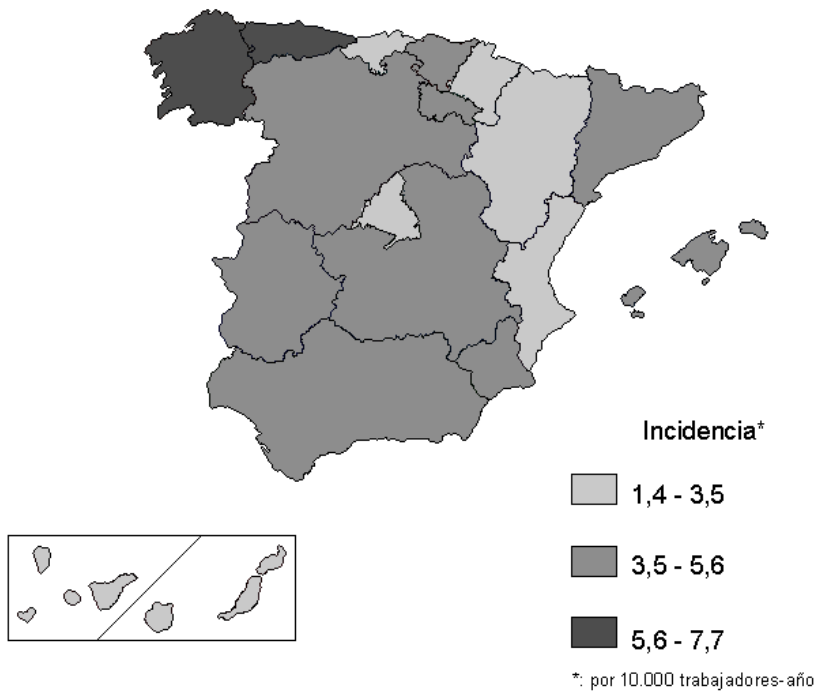 Incidencia*
1,4 - 3,5
3,5 - 5,6
5,6 - 7,7
*: por 10.000 trabajadores-año